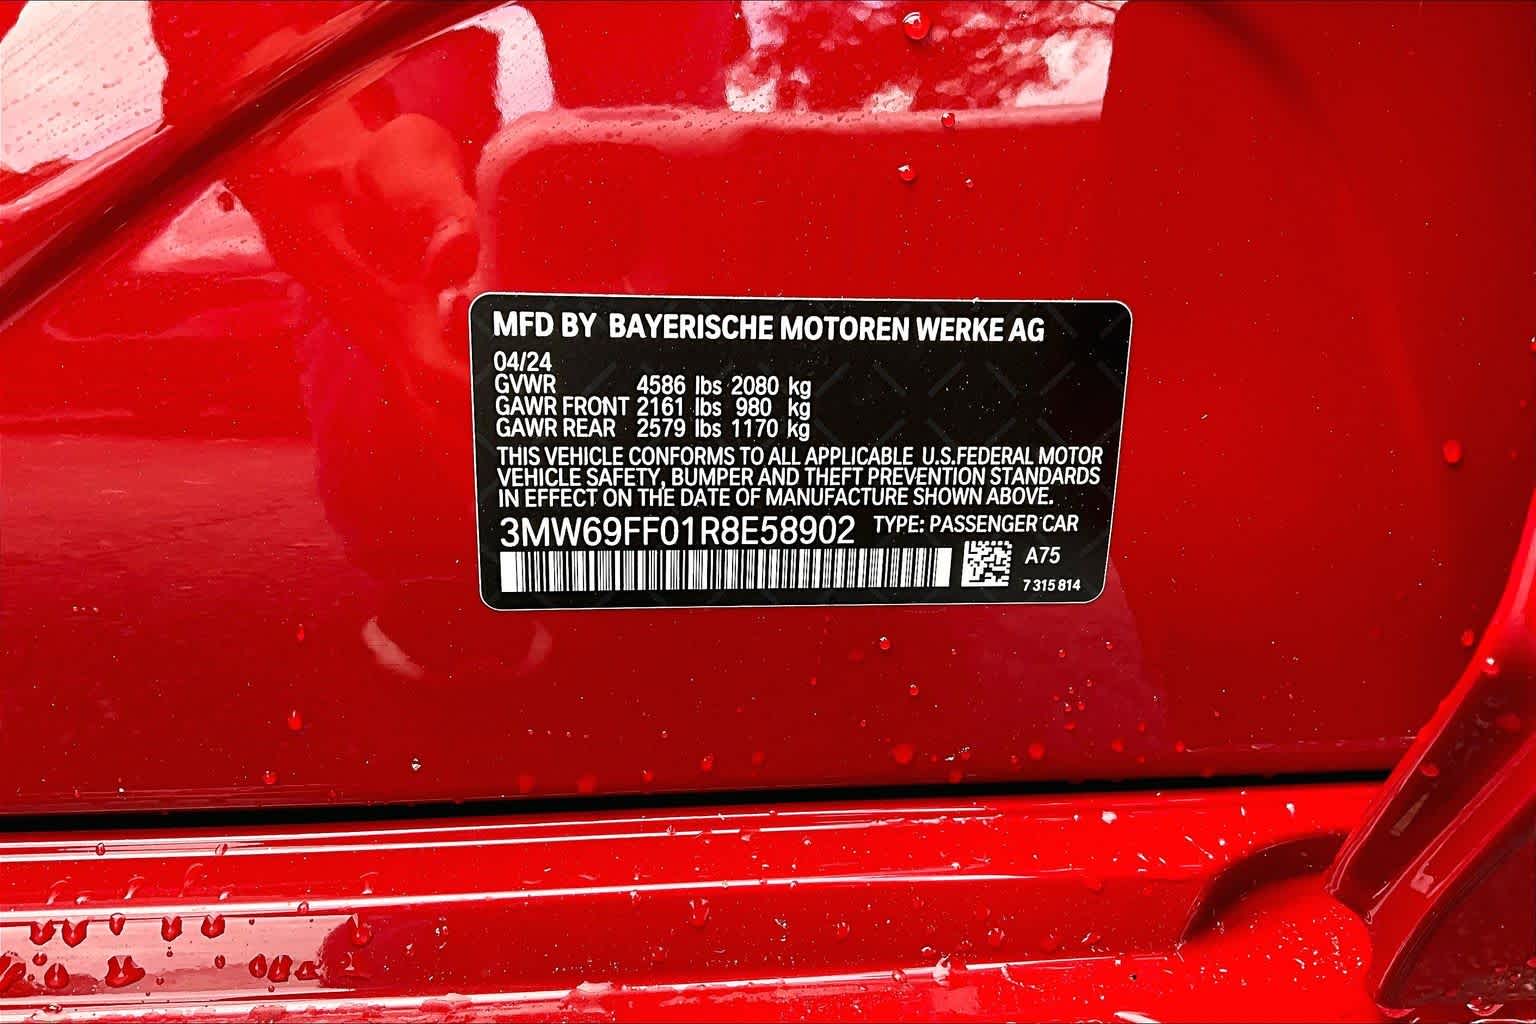 MFD BY BAYERISCHE MOTOREN WERKE AG
04/24
GVWR 4586 lbs 2080 kg
GAWR FRONT 2161 lbs 980 kg
GAWR REAR 2579 lbs 1170 kg
THIS VEHICLE CONFORMS TO ALL APPLICABLE U.S.FEDERAL MOTOR
VEHICLE SAFETY, BUMPER AND THEFT PREVENTION STANDARDS
IN EFFECT ON THE DATE OF MANUFACTURE SHOWN ABOVE.
3MW69FF01R8E58902 TYPE: PASSENGER CAR
A75
7 315 814